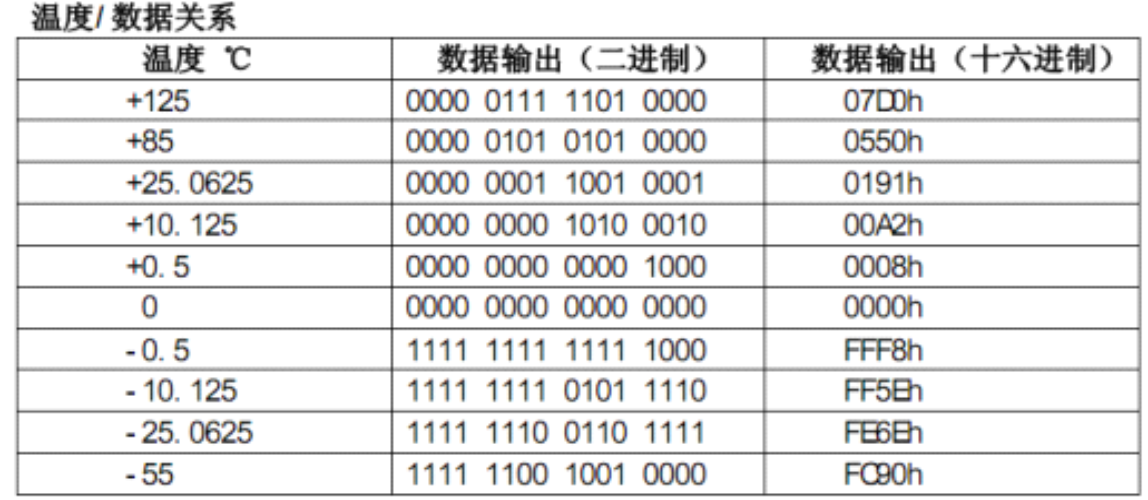 温度/ 数据关系
温度 ℃ 数据输出（二进制） 数据输出（十六进制）
+125 0000 0111 1101 0000 07D0h
+85 0000 0101 0101 0000 0550h
+25. 0625 0000 0001 1001 0001 0191h
+10. 125 0000 0000 1010 0010 00A2h
+0. 5 0000 0000 0000 1000 0008h
0 0000 0000 0000 0000 0000h
-0. 5 1111 1111 1111 1000 FFF8h
-10. 125 1111 1111 0101 1110 FF5Eh
-25. 0625 1111 1110 0110 1111 FE6Eh
-55 1111 1100 1001 0000 FC90h